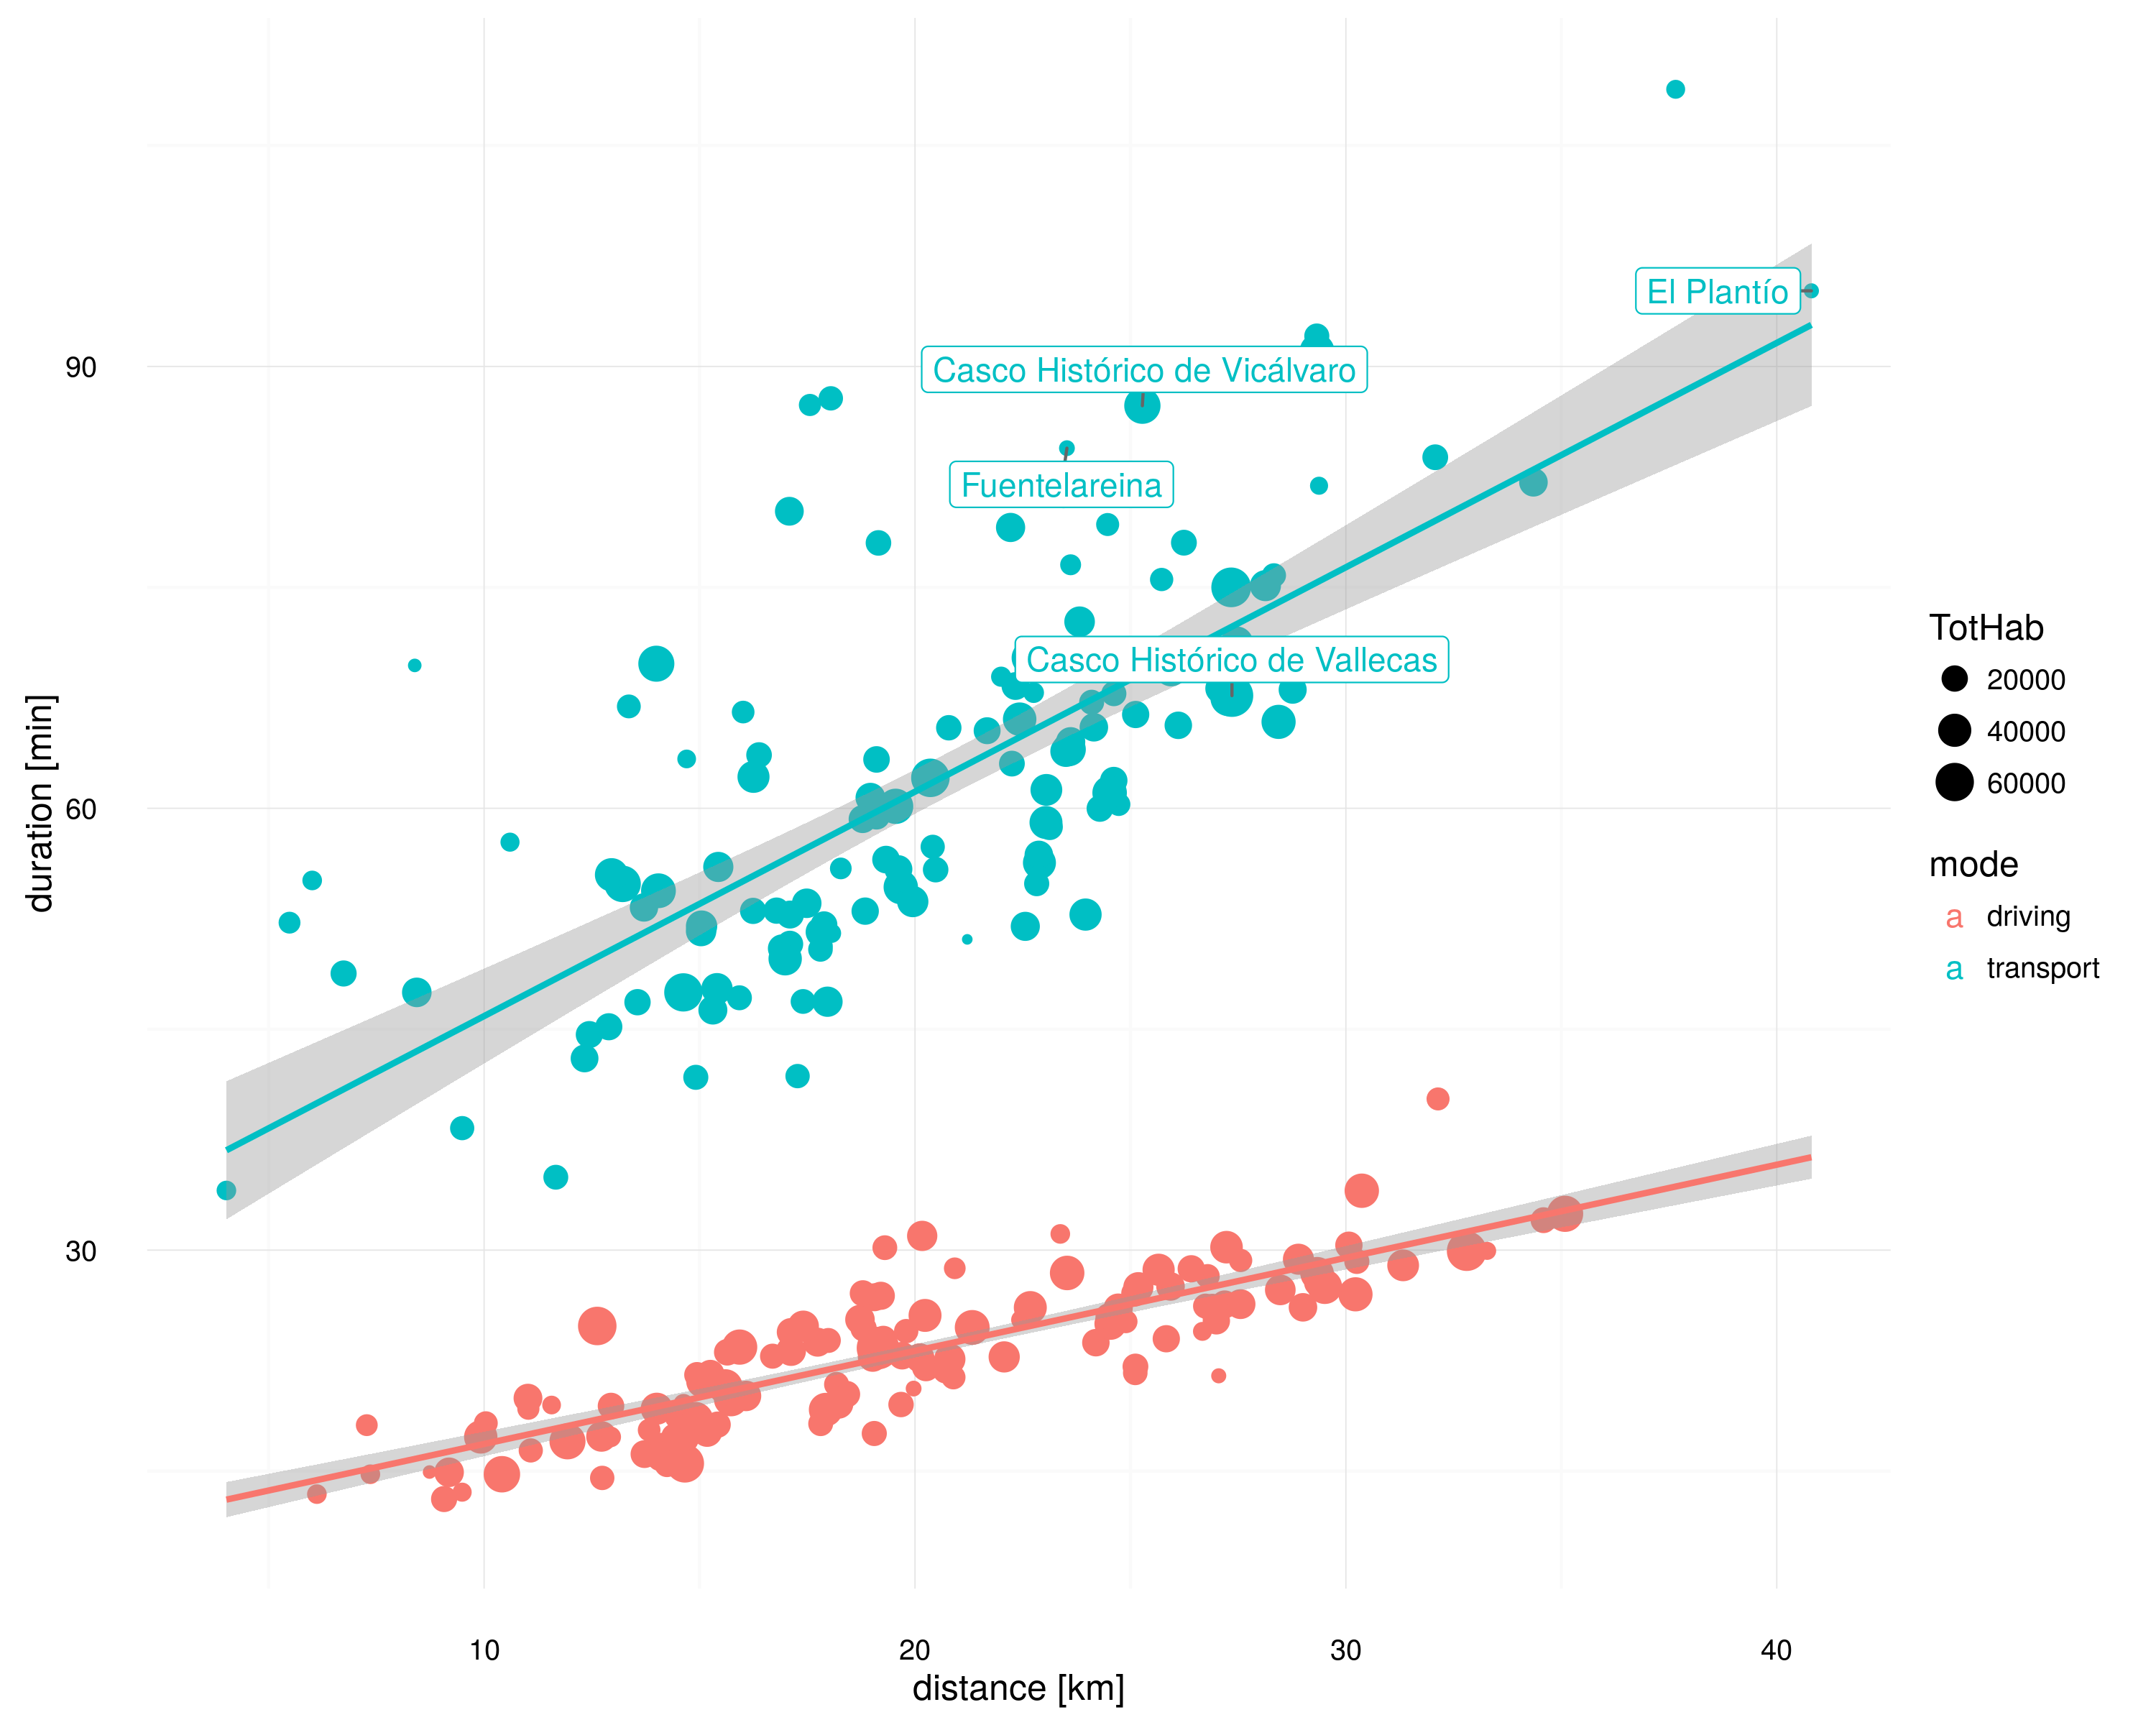 El Plantío
90
Casco Histórico de Vicálvaro
Fuentelareina
TotHab
Casco Histórico de Vallecas
20000
40000
duration [min]
60000
60
mode
a driving
a transport
30
10 20 30 40
distance [km]